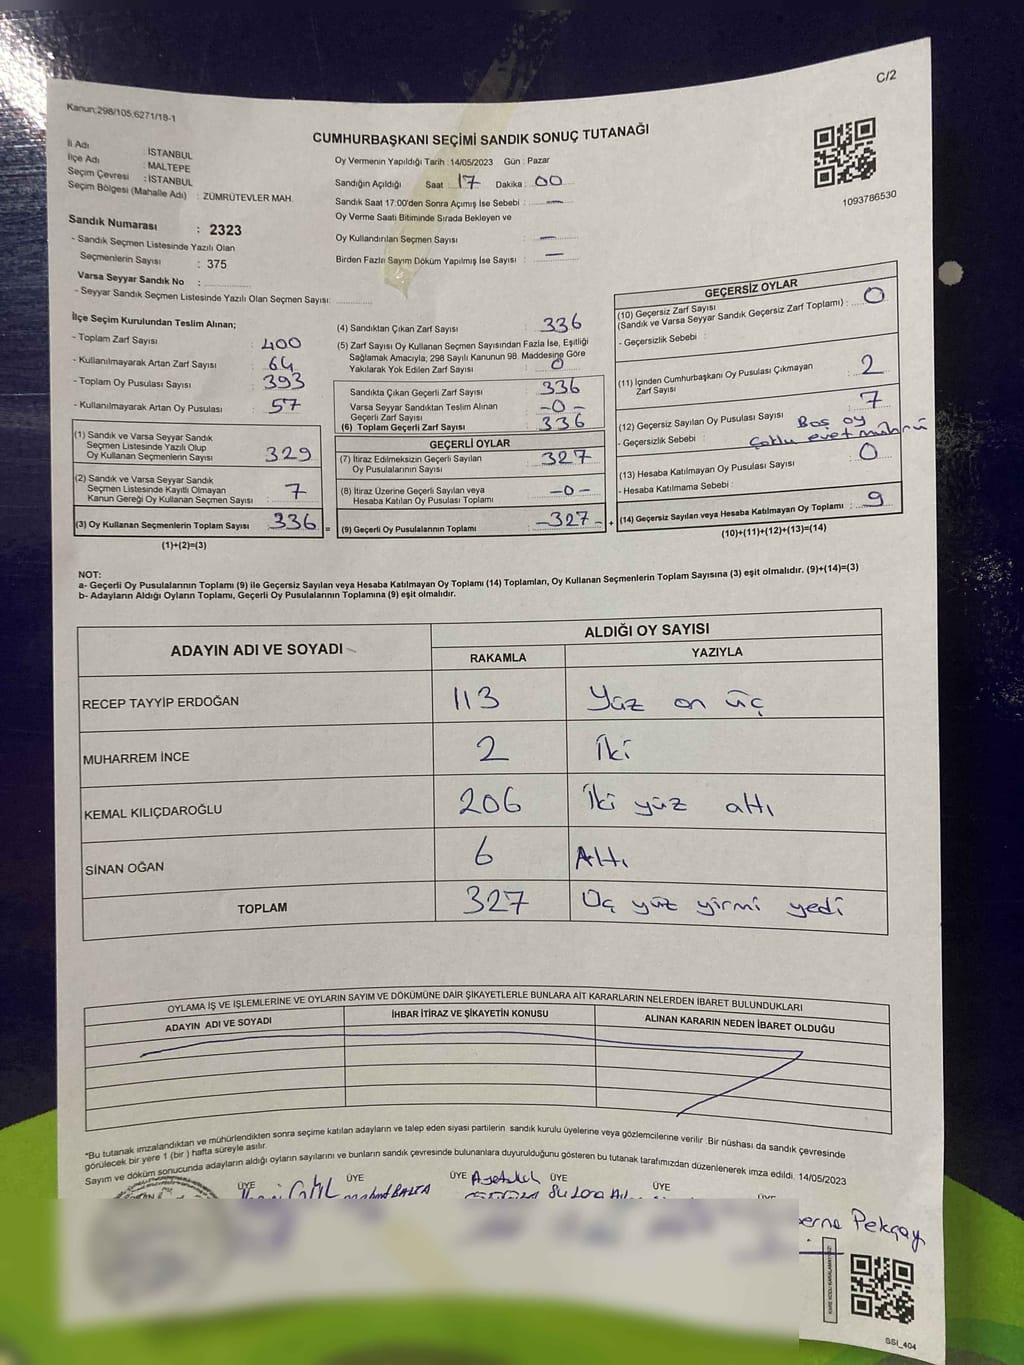 C/2
Kanun;298/105,6271/18-1
CUMHURBAŞKANI SEÇİMİ SANDIK SONUÇ TUTANAĞI
İl Adı : İSTANBUL
İlçe Adı : MALTEPE
Seçim Çevresi : İSTANBUL
Seçim Bölgesi (Mahalle Adı) : ZÜMRÜTEVLER MAH.
Sandık Numarası : 2323
- Sandık Seçmen Listesinde Yazılı Olan
Seçmenlerin Sayısı : 375
Varsa Seyyar Sandık No :
- Seyyar Sandık Seçmen Listesinde Yazılı Olan Seçmen Sayısı:
Oy Vermenin Yapıldığı Tarih :14/05/2023 Gün : Pazar
Sandığın Açıldığı Saat : 17 Dakika : 00
Sandık Saat 17:00'den Sonra Açımış İse Sebebi : —
Oy Verme Saati Bitiminde Sırada Bekleyen ve
Oy Kullandırılan Seçmen Sayısı : —
Birden Fazla Sayım Döküm Yapılmış İse Sayısı : —
1093786530
İlçe Seçim Kurulundan Teslim Alınan;
- Toplam Zarf Sayısı : 400
- Kullanılmayarak Artan Zarf Sayısı : 64
- Toplam Oy Pusulası Sayısı : 393
- Kullanılmayarak Artan Oy Pusulası : 57
(1) Sandık ve Varsa Seyyar Sandık
Seçmen Listesinde Yazılı Olup
Oy Kullanan Seçmenlerin Sayısı : 329
(2) Sandık ve Varsa Seyyar Sandık
Seçmen Listesinde Kayıtlı Olmayan
Kanun Gereği Oy Kullanan Seçmen Sayısı : 7
(3) Oy Kullanan Seçmenlerin Toplam Sayısı : 336
(1)+(2)=(3)
(4) Sandıktan Çıkan Zarf Sayısı : 336
(5) Zarf Sayısı Oy Kullanan Seçmen Sayısından Fazla İse, Eşitliği
Sağlamak Amacıyla; 298 Sayılı Kanunun 98. Maddesine Göre
Yakılarak Yok Edilen Zarf Sayısı : 0
Sandıkta Çıkan Geçerli Zarf Sayısı : 336
Varsa Seyyar Sandıktan Teslim Alınan
Geçerli Zarf Sayısı : -0-
(6) Toplam Geçerli Zarf Sayısı : 336
GEÇERLİ OYLAR
(7) İtiraz Edilmeksizin Geçerli Sayılan
Oy Pusulalarının Sayısı : 327
(8) İtiraz Üzerine Geçerli Sayılan veya
Hesaba Katılan Oy Pusulası Toplamı : -0-
= (9) Geçerli Oy Pusulalarının Toplamı : -327-
GEÇERSİZ OYLAR
(10) Geçersiz Zarf Sayısı
(Sandık ve Varsa Seyyar Sandık Geçersiz Zarf Toplamı) : 0
- Geçersizlik Sebebi :
(11) İçinden Cumhurbaşkanı Oy Pusulası Çıkmayan
Zarf Sayısı : 2
(12) Geçersiz Sayılan Oy Pusulası Sayısı : 7
- Geçersizlik Sebebi : Boş oy
Çoklu evet mührü
(13) Hesaba Katılmayan Oy Pusulası Sayısı : 0
- Hesaba Katılmama Sebebi :
+ (14) Geçersiz Sayılan veya Hesaba Katılmayan Oy Toplamı : 9
(10)+(11)+(12)+(13)=(14)
NOT:
a- Geçerli Oy Pusulalarının Toplamı (9) ile Geçersiz Sayılan veya Hesaba Katılmayan Oy Toplamı (14) Toplamları, Oy Kullanan Seçmenlerin Toplam Sayısına (3) eşit olmalıdır. (9)+(14)=(3)
b- Adayların Aldığı Oyların Toplamı, Geçerli Oy Pusulalarının Toplamına (9) eşit olmalıdır.
ADAYIN ADI VE SOYADI
ALDIĞI OY SAYISI
RAKAMLA YAZIYLA
RECEP TAYYİP ERDOĞAN 113 Yüz on üç
MUHARREM İNCE 2 İki
KEMAL KILIÇDAROĞLU 206 İki yüz altı
SİNAN OĞAN 6 Altı
TOPLAM 327 Üç yüz yirmi yedi
OYLAMA İŞ VE İŞLEMLERİNE VE OYLARIN SAYIM VE DÖKÜMÜNE DAİR ŞİKAYETLERLE BUNLARA AİT KARARLARIN NELERDEN İBARET BULUNDUKLARI
ADAYIN ADI VE SOYADI İHBAR İTİRAZ VE ŞİKAYETİN KONUSU ALINAN KARARIN NEDEN İBARET OLDUĞU
*Bu tutanak imzalandıktan ve mühürlendikten sonra seçime katılan adayların ve talep eden siyasi partilerin sandık kurulu üyelerine veya gözlemcilerine verilir .Bir nüshası da sandık çevresinde
görülecek bir yere 1 (bir ) hafta süreyle asılır.
Sayım ve döküm sonucunda adayların aldığı oyların sayılarını ve bunların sandık çevresinde bulunanlara duyurulduğunu gösteren bu tutanak tarafımızdan düzenlenerek imza edildi. 14/05/2023
ÜYE ÜYE ÜYE ÜYE ÜYE
Pekçay
SSİ_404